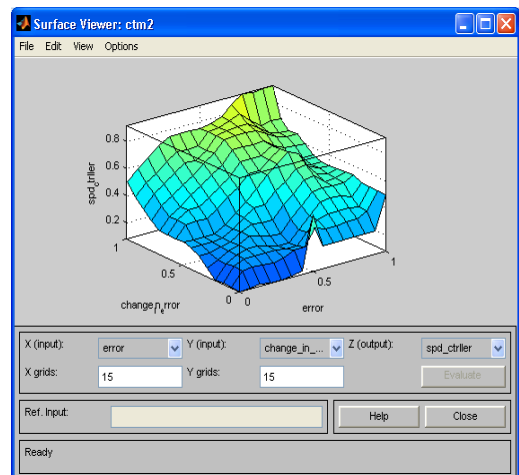 Surface Viewer: ctm2
File Edit View Options
0.8
0.6
0.4
0.2
spd_ctrller
1
0.5
0
change_in_error
0
0.5
1
error
X (input): error Y (input): change_in_... Z (output): spd_ctrller
X grids: 15 Y grids: 15 Evaluate
Ref. Input: Help Close
Ready